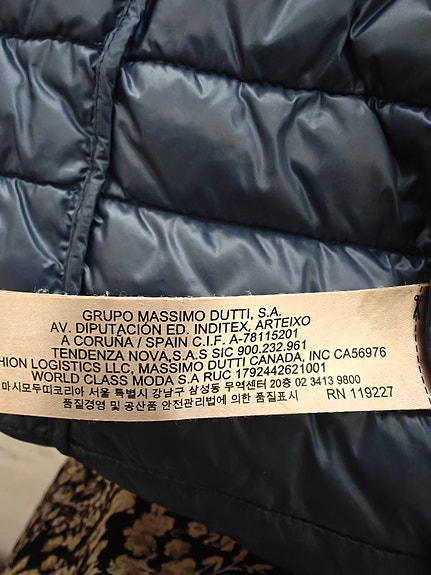 GRUPO MASSIMO DUTTI, S.A.
AV. DIPUTACIÓN ED. INDITEX, ARTEIXO
A CORUÑA / SPAIN C.I.F. A-78115201
TENDENZA NOVA,S.A.S SIC 900.232.961
HION LOGISTICS LLC, MASSIMO DUTTI CANADA, INC CA56976
WORLD CLASS MODA S.A RUC 1792442621001
마시모두띠코리아 서울 특별시 강남구 삼성동 무역센터 20층 02 3413 9800
품질경영 및 공산품 안전관리법에 의한 품질표시 RN 119227